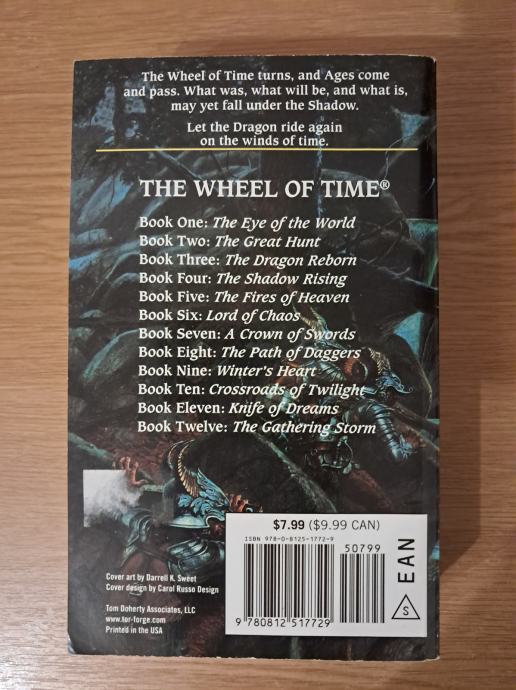 The Wheel of Time turns, and Ages come
and pass. What was, what will be, and what is,
may yet fall under the Shadow.
Let the Dragon ride again
on the winds of time.
THE WHEEL OF TIME®
Book One: The Eye of the World
Book Two: The Great Hunt
Book Three: The Dragon Reborn
Book Four: The Shadow Rising
Book Five: The Fires of Heaven
Book Six: Lord of Chaos
Book Seven: A Crown of Swords
Book Eight: The Path of Daggers
Book Nine: Winter's Heart
Book Ten: Crossroads of Twilight
Book Eleven: Knife of Dreams
Book Twelve: The Gathering Storm
$7.99 ($9.99 CAN)
ISBN 978-0-8125-1772-9
50799
9 780812 517729
EAN
S
Cover art by Darrell K. Sweet
Cover design by Carol Russo Design
Tom Doherty Associates, LLC
www.tor-forge.com
Printed in the USA